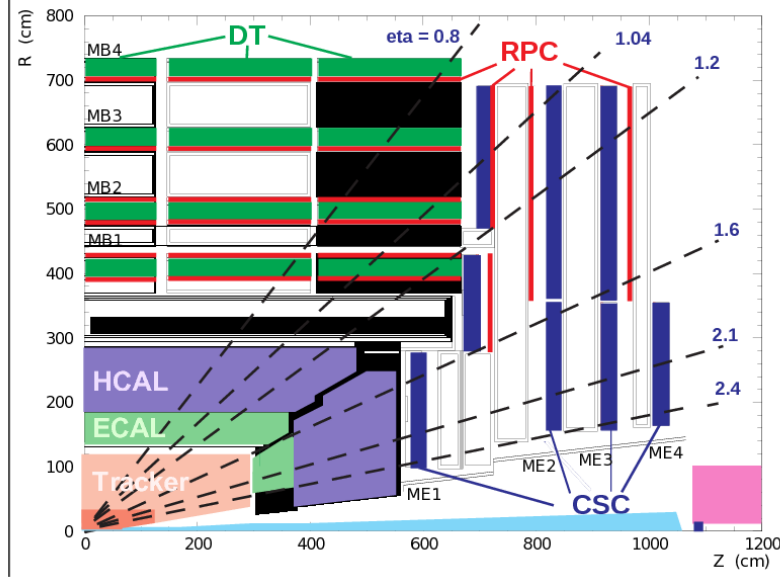 R (cm)
800
700
600
500
400
300
200
100
0
MB4
MB3
MB2
MB1
DT
eta = 0.8
RPC
1.04
1.2
1.6
2.1
2.4
HCAL
ECAL
Tracker
ME1
ME2
ME3
ME4
CSC
0
200
400
600
800
1000
1200
Z (cm)